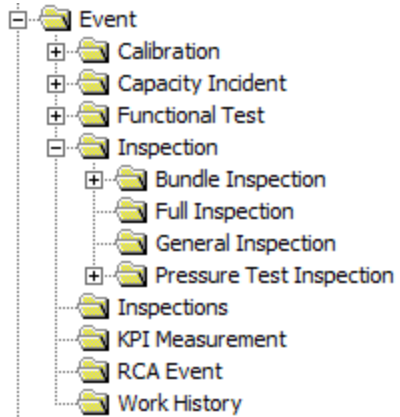 Event
Calibration
Capacity Incident
Functional Test
Inspection
Bundle Inspection
Full Inspection
General Inspection
Pressure Test Inspection
Inspections
KPI Measurement
RCA Event
Work History